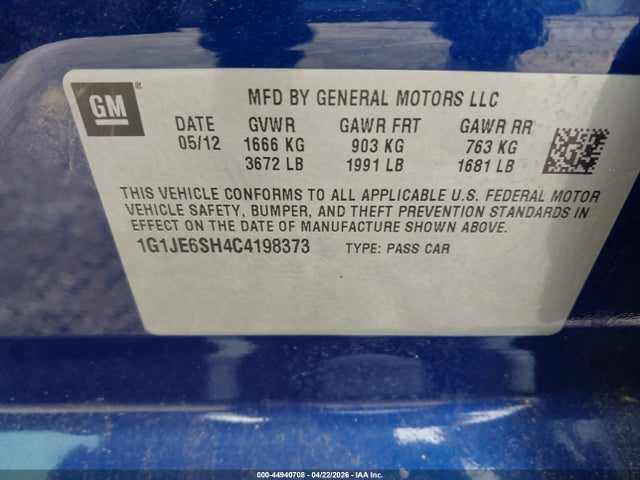 GM
MFD BY GENERAL MOTORS LLC
DATE GVWR GAWR FRT GAWR RR
05/12 1666 KG 903 KG 763 KG
3672 LB 1991 LB 1681 LB
THIS VEHICLE CONFORMS TO ALL APPLICABLE U.S. FEDERAL MOTOR
VEHICLE SAFETY, BUMPER, AND THEFT PREVENTION STANDARDS IN
EFFECT ON THE DATE OF MANUFACTURE SHOWN ABOVE.
1G1JE6SH4C4198373 TYPE: PASS CAR
000-44940708 - 04/22/2026 - IAA Inc.